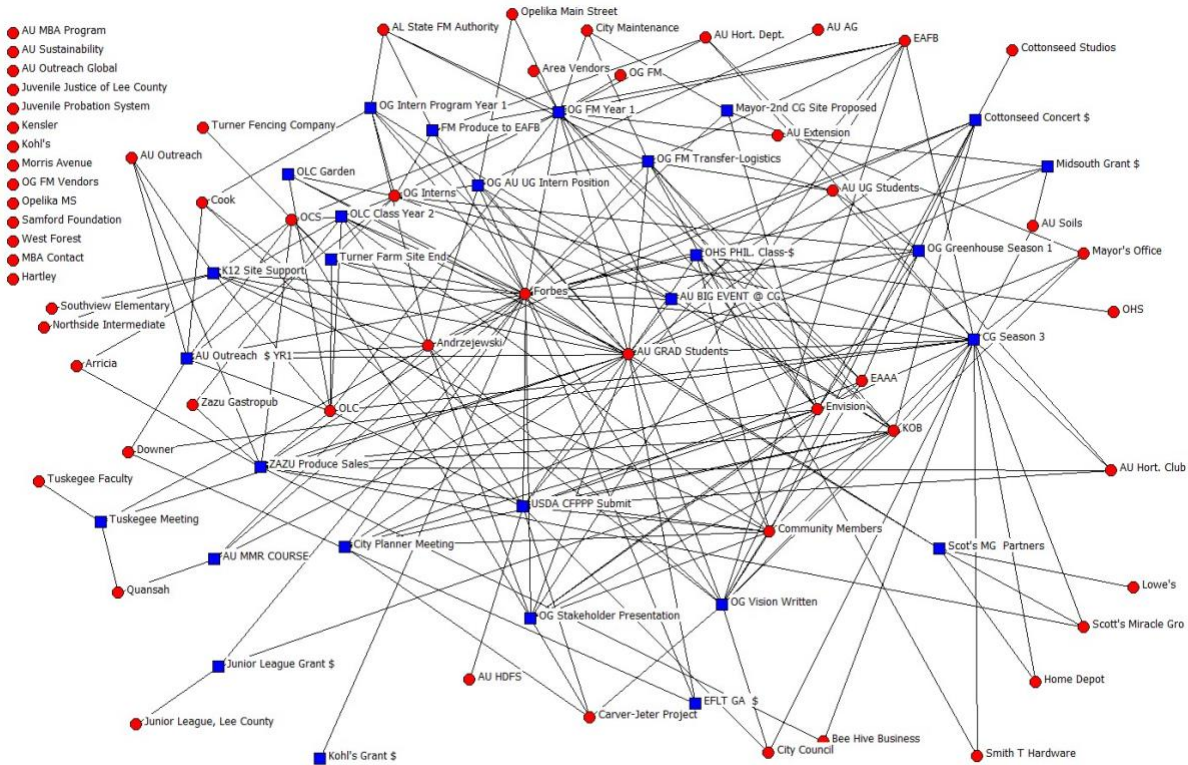 Opelika Main Street
AU MBA Program
AL State FM Authority
City Maintenance
AU Hort. Dept.
AU AG
EAFB
AU Sustainability
Cottonseed Studios
AU Outreach Global
Area Vendors
OG FM
Juvenile Justice of Lee County
Juvenile Probation System
OG Intern Program Year 1
OG FM Year 1
Mayor-2nd CG Site Proposed
Cottonseed Concert $
Kensler
Turner Fencing Company
FM Produce to EAFB
AU Extension
Kohl's
AU Outreach
Morris Avenue
OLC Garden
OG FM Transfer-Logistics
Midsouth Grant $
OG FM Vendors
OG Interns
OG AU UG Intern Position
AU UG Students
Opelika MS
Cook
Samford Foundation
OCS
OLC Class Year 2
AU Soils
West Forest
MBA Contact
Turner Farm Site End
OHS PHIL. Class-$
OG Greenhouse Season 1
Mayor's Office
Hartley
K12 Site Support
Forbes
AU BIG EVENT @ CG
Southview Elementary
OHS
Northside Intermediate
Andrzejewski
AU GRAD Students
CG Season 3
Arricia
AU Outreach $ YR1
EAAA
Zazu Gastropub
OLC
Envision
KOB
Downer
ZAZU Produce Sales
AU Hort. Club
Tuskegee Faculty
USDA CFPPP Submit
Tuskegee Meeting
Community Members
City Planner Meeting
Scot's MG Partners
AU MMR COURSE
Quansah
Lowe's
OG Vision Written
OG Stakeholder Presentation
Scott's Miracle Gro
Junior League Grant $
AU HDFS
Home Depot
EFLT GA $
Carver-Jeter Project
Junior League, Lee County
Bee Hive Business
City Council
Kohl's Grant $
Smith T Hardware